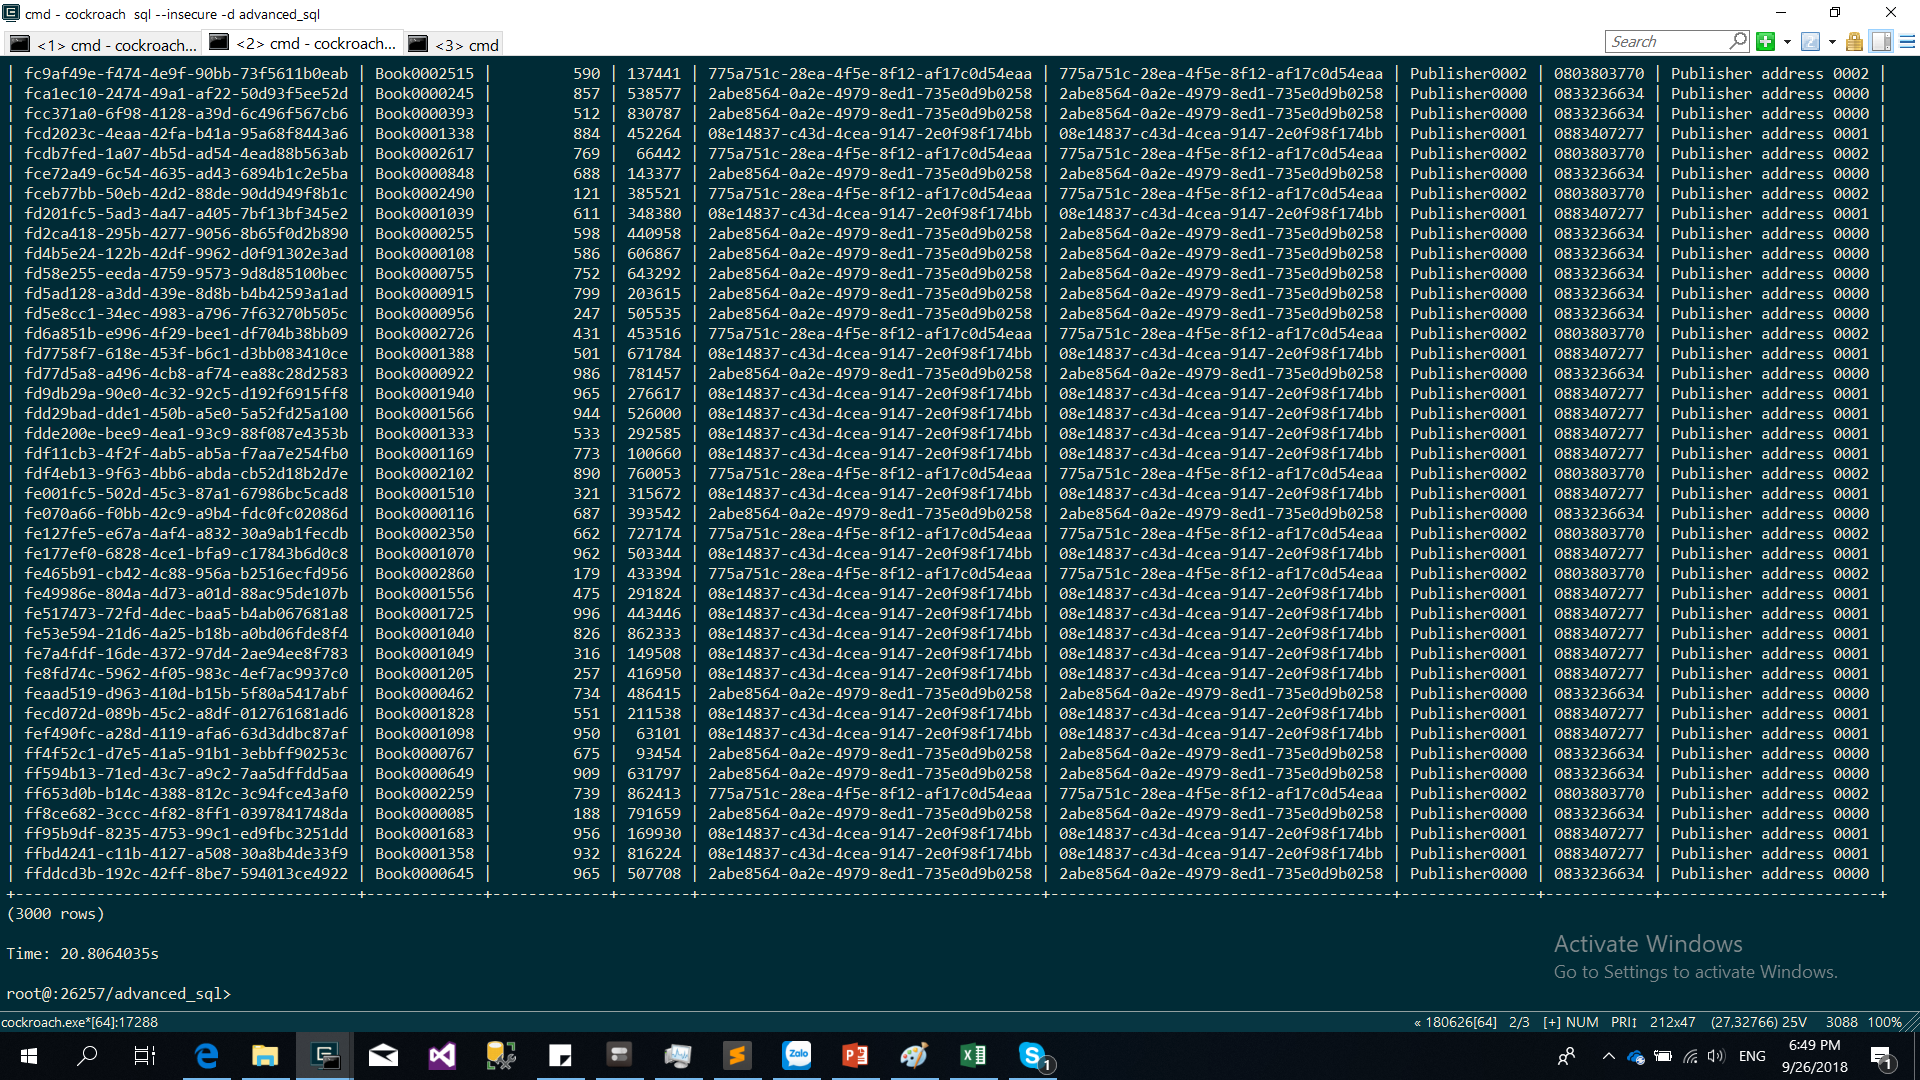 cmd - cockroach  sql --insecure -d advanced_sql
<1> cmd - cockroach...
<2> cmd - cockroach...
<3> cmd
Search
| fc9af49e-f474-4e9f-90bb-73f5611b0eab | Book0002515 | 590 | 137441 | 775a751c-28ea-4f5e-8f12-af17c0d54eaa | 775a751c-28ea-4f5e-8f12-af17c0d54eaa | Publisher0002 | 0803803770 | Publisher address 0002 |
| fca1ec10-2474-49a1-af22-50d93f5ee52d | Book0000245 | 857 | 538577 | 2abe8564-0a2e-4979-8ed1-735e0d9b0258 | 2abe8564-0a2e-4979-8ed1-735e0d9b0258 | Publisher0000 | 0833236634 | Publisher address 0000 |
| fcc371a0-6f98-4128-a39d-6c496f567cb6 | Book0000393 | 512 | 830787 | 2abe8564-0a2e-4979-8ed1-735e0d9b0258 | 2abe8564-0a2e-4979-8ed1-735e0d9b0258 | Publisher0000 | 0833236634 | Publisher address 0000 |
| fcd2023c-4eaa-42fa-b41a-95a68f8443a6 | Book0001338 | 884 | 452264 | 08e14837-c43d-4cea-9147-2e0f98f174bb | 08e14837-c43d-4cea-9147-2e0f98f174bb | Publisher0001 | 0883407277 | Publisher address 0001 |
| fcdb7fed-1a07-4b5d-ad54-4ead88b563ab | Book0002617 | 769 | 66442 | 775a751c-28ea-4f5e-8f12-af17c0d54eaa | 775a751c-28ea-4f5e-8f12-af17c0d54eaa | Publisher0002 | 0803803770 | Publisher address 0002 |
| fce72a49-6c54-4635-ad43-6894b1c2e5ba | Book0000848 | 688 | 143377 | 2abe8564-0a2e-4979-8ed1-735e0d9b0258 | 2abe8564-0a2e-4979-8ed1-735e0d9b0258 | Publisher0000 | 0833236634 | Publisher address 0000 |
| fceb77bb-50eb-42d2-88de-90dd949f8b1c | Book0002490 | 121 | 385521 | 775a751c-28ea-4f5e-8f12-af17c0d54eaa | 775a751c-28ea-4f5e-8f12-af17c0d54eaa | Publisher0002 | 0803803770 | Publisher address 0002 |
| fd201fc5-5ad3-4a47-a405-7bf13bf345e2 | Book0001039 | 611 | 348380 | 08e14837-c43d-4cea-9147-2e0f98f174bb | 08e14837-c43d-4cea-9147-2e0f98f174bb | Publisher0001 | 0883407277 | Publisher address 0001 |
| fd2ca418-295b-4277-9056-8b65f0d2b890 | Book0000255 | 598 | 440958 | 2abe8564-0a2e-4979-8ed1-735e0d9b0258 | 2abe8564-0a2e-4979-8ed1-735e0d9b0258 | Publisher0000 | 0833236634 | Publisher address 0000 |
| fd4b5e24-122b-42df-9962-d0f91302e3ad | Book0000108 | 586 | 606867 | 2abe8564-0a2e-4979-8ed1-735e0d9b0258 | 2abe8564-0a2e-4979-8ed1-735e0d9b0258 | Publisher0000 | 0833236634 | Publisher address 0000 |
| fd58e255-eeda-4759-9573-9d8d85100bec | Book0000755 | 752 | 643292 | 2abe8564-0a2e-4979-8ed1-735e0d9b0258 | 2abe8564-0a2e-4979-8ed1-735e0d9b0258 | Publisher0000 | 0833236634 | Publisher address 0000 |
| fd5ad128-a3dd-439e-8d8b-b4b42593a1ad | Book0000915 | 799 | 203615 | 2abe8564-0a2e-4979-8ed1-735e0d9b0258 | 2abe8564-0a2e-4979-8ed1-735e0d9b0258 | Publisher0000 | 0833236634 | Publisher address 0000 |
| fd5e8cc1-34ec-4983-a796-7f63270b505c | Book0000956 | 247 | 505535 | 2abe8564-0a2e-4979-8ed1-735e0d9b0258 | 2abe8564-0a2e-4979-8ed1-735e0d9b0258 | Publisher0000 | 0833236634 | Publisher address 0000 |
| fd6a851b-e996-4f29-bee1-df704b38bb09 | Book0002726 | 431 | 453516 | 775a751c-28ea-4f5e-8f12-af17c0d54eaa | 775a751c-28ea-4f5e-8f12-af17c0d54eaa | Publisher0002 | 0803803770 | Publisher address 0002 |
| fd7758f7-618e-453f-b6c1-d3bb083410ce | Book0001388 | 501 | 671784 | 08e14837-c43d-4cea-9147-2e0f98f174bb | 08e14837-c43d-4cea-9147-2e0f98f174bb | Publisher0001 | 0883407277 | Publisher address 0001 |
| fd77d5a8-a496-4cb8-af74-ea88c28d2583 | Book0000922 | 986 | 781457 | 2abe8564-0a2e-4979-8ed1-735e0d9b0258 | 2abe8564-0a2e-4979-8ed1-735e0d9b0258 | Publisher0000 | 0833236634 | Publisher address 0000 |
| fd9db29a-90e0-4c32-92c5-d192f6915ff8 | Book0001940 | 965 | 276617 | 08e14837-c43d-4cea-9147-2e0f98f174bb | 08e14837-c43d-4cea-9147-2e0f98f174bb | Publisher0001 | 0883407277 | Publisher address 0001 |
| fdd29bad-dde1-450b-a5e0-5a52fd25a100 | Book0001566 | 944 | 526000 | 08e14837-c43d-4cea-9147-2e0f98f174bb | 08e14837-c43d-4cea-9147-2e0f98f174bb | Publisher0001 | 0883407277 | Publisher address 0001 |
| fdde200e-bee9-4ea1-93c9-88f087e4353b | Book0001333 | 533 | 292585 | 08e14837-c43d-4cea-9147-2e0f98f174bb | 08e14837-c43d-4cea-9147-2e0f98f174bb | Publisher0001 | 0883407277 | Publisher address 0001 |
| fdf11cb3-4f2f-4ab5-ab5a-f7aa7e254fb0 | Book0001169 | 773 | 100660 | 08e14837-c43d-4cea-9147-2e0f98f174bb | 08e14837-c43d-4cea-9147-2e0f98f174bb | Publisher0001 | 0883407277 | Publisher address 0001 |
| fdf4eb13-9f63-4bb6-abda-cb52d18b2d7e | Book0002102 | 890 | 760053 | 775a751c-28ea-4f5e-8f12-af17c0d54eaa | 775a751c-28ea-4f5e-8f12-af17c0d54eaa | Publisher0002 | 0803803770 | Publisher address 0002 |
| fe001fc5-502d-45c3-87a1-67986bc5cad8 | Book0001510 | 321 | 315672 | 08e14837-c43d-4cea-9147-2e0f98f174bb | 08e14837-c43d-4cea-9147-2e0f98f174bb | Publisher0001 | 0883407277 | Publisher address 0001 |
| fe070a66-f0bb-42c9-a9b4-fdc0fc02086d | Book0000116 | 687 | 393542 | 2abe8564-0a2e-4979-8ed1-735e0d9b0258 | 2abe8564-0a2e-4979-8ed1-735e0d9b0258 | Publisher0000 | 0833236634 | Publisher address 0000 |
| fe127fe5-e67a-4af4-a832-30a9ab1fecdb | Book0002350 | 662 | 727174 | 775a751c-28ea-4f5e-8f12-af17c0d54eaa | 775a751c-28ea-4f5e-8f12-af17c0d54eaa | Publisher0002 | 0803803770 | Publisher address 0002 |
| fe177ef0-6828-4ce1-bfa9-c17843b6d0c8 | Book0001070 | 962 | 503344 | 08e14837-c43d-4cea-9147-2e0f98f174bb | 08e14837-c43d-4cea-9147-2e0f98f174bb | Publisher0001 | 0883407277 | Publisher address 0001 |
| fe465b91-cb42-4c88-956a-b2516ecfd956 | Book0002860 | 179 | 433394 | 775a751c-28ea-4f5e-8f12-af17c0d54eaa | 775a751c-28ea-4f5e-8f12-af17c0d54eaa | Publisher0002 | 0803803770 | Publisher address 0002 |
| fe49986e-804a-4d73-a01d-88ac95de107b | Book0001556 | 475 | 291824 | 08e14837-c43d-4cea-9147-2e0f98f174bb | 08e14837-c43d-4cea-9147-2e0f98f174bb | Publisher0001 | 0883407277 | Publisher address 0001 |
| fe517473-72fd-4dec-baa5-b4ab067681a8 | Book0001725 | 996 | 443446 | 08e14837-c43d-4cea-9147-2e0f98f174bb | 08e14837-c43d-4cea-9147-2e0f98f174bb | Publisher0001 | 0883407277 | Publisher address 0001 |
| fe53e594-21d6-4a25-b18b-a0bd06fde8f4 | Book0001040 | 826 | 862333 | 08e14837-c43d-4cea-9147-2e0f98f174bb | 08e14837-c43d-4cea-9147-2e0f98f174bb | Publisher0001 | 0883407277 | Publisher address 0001 |
| fe7a4fdf-16de-4372-97d4-2ae94ee8f783 | Book0001049 | 316 | 149508 | 08e14837-c43d-4cea-9147-2e0f98f174bb | 08e14837-c43d-4cea-9147-2e0f98f174bb | Publisher0001 | 0883407277 | Publisher address 0001 |
| fe8fd74c-5962-4f05-983c-4ef7ac9937c0 | Book0001205 | 257 | 416950 | 08e14837-c43d-4cea-9147-2e0f98f174bb | 08e14837-c43d-4cea-9147-2e0f98f174bb | Publisher0001 | 0883407277 | Publisher address 0001 |
| feaad519-d963-410d-b15b-5f80a5417abf | Book0000462 | 734 | 486415 | 2abe8564-0a2e-4979-8ed1-735e0d9b0258 | 2abe8564-0a2e-4979-8ed1-735e0d9b0258 | Publisher0000 | 0833236634 | Publisher address 0000 |
| fecd072d-089b-45c2-a8df-012761681ad6 | Book0001828 | 551 | 211538 | 08e14837-c43d-4cea-9147-2e0f98f174bb | 08e14837-c43d-4cea-9147-2e0f98f174bb | Publisher0001 | 0883407277 | Publisher address 0001 |
| fef490fc-a28d-4119-afa6-63d3ddbc87af | Book0001098 | 950 | 63101 | 08e14837-c43d-4cea-9147-2e0f98f174bb | 08e14837-c43d-4cea-9147-2e0f98f174bb | Publisher0001 | 0883407277 | Publisher address 0001 |
| ff4f52c1-d7e5-41a5-91b1-3ebbff90253c | Book0000767 | 675 | 93454 | 2abe8564-0a2e-4979-8ed1-735e0d9b0258 | 2abe8564-0a2e-4979-8ed1-735e0d9b0258 | Publisher0000 | 0833236634 | Publisher address 0000 |
| ff594b13-71ed-43c7-a9c2-7aa5dffdd5aa | Book0000649 | 909 | 631797 | 2abe8564-0a2e-4979-8ed1-735e0d9b0258 | 2abe8564-0a2e-4979-8ed1-735e0d9b0258 | Publisher0000 | 0833236634 | Publisher address 0000 |
| ff653d0b-b14c-4388-812c-3c94fce43af0 | Book0002259 | 739 | 862413 | 775a751c-28ea-4f5e-8f12-af17c0d54eaa | 775a751c-28ea-4f5e-8f12-af17c0d54eaa | Publisher0002 | 0803803770 | Publisher address 0002 |
| ff8ce682-3ccc-4f82-8ff1-0397841748da | Book0000085 | 188 | 791659 | 2abe8564-0a2e-4979-8ed1-735e0d9b0258 | 2abe8564-0a2e-4979-8ed1-735e0d9b0258 | Publisher0000 | 0833236634 | Publisher address 0000 |
| ff95b9df-8235-4753-99c1-ed9fbc3251dd | Book0001683 | 956 | 169930 | 08e14837-c43d-4cea-9147-2e0f98f174bb | 08e14837-c43d-4cea-9147-2e0f98f174bb | Publisher0001 | 0883407277 | Publisher address 0001 |
| ffbd4241-c11b-4127-a508-30a8b4de33f9 | Book0001358 | 932 | 816224 | 08e14837-c43d-4cea-9147-2e0f98f174bb | 08e14837-c43d-4cea-9147-2e0f98f174bb | Publisher0001 | 0883407277 | Publisher address 0001 |
| ffddcd3b-192c-42ff-8be7-594013ce4922 | Book0000645 | 965 | 507708 | 2abe8564-0a2e-4979-8ed1-735e0d9b0258 | 2abe8564-0a2e-4979-8ed1-735e0d9b0258 | Publisher0000 | 0833236634 | Publisher address 0000 |
(3000 rows)
Time: 20.8064035s
Activate Windows
Go to Settings to activate Windows.
root@:26257/advanced_sql>
cockroach.exe*[64]:17288
« 180626[64]  2/3  [+] NUM  PRI↕  212x47  (27,32766) 25V  3088  100%
Zalo
1
ENG
6:49 PM
9/26/2018
1